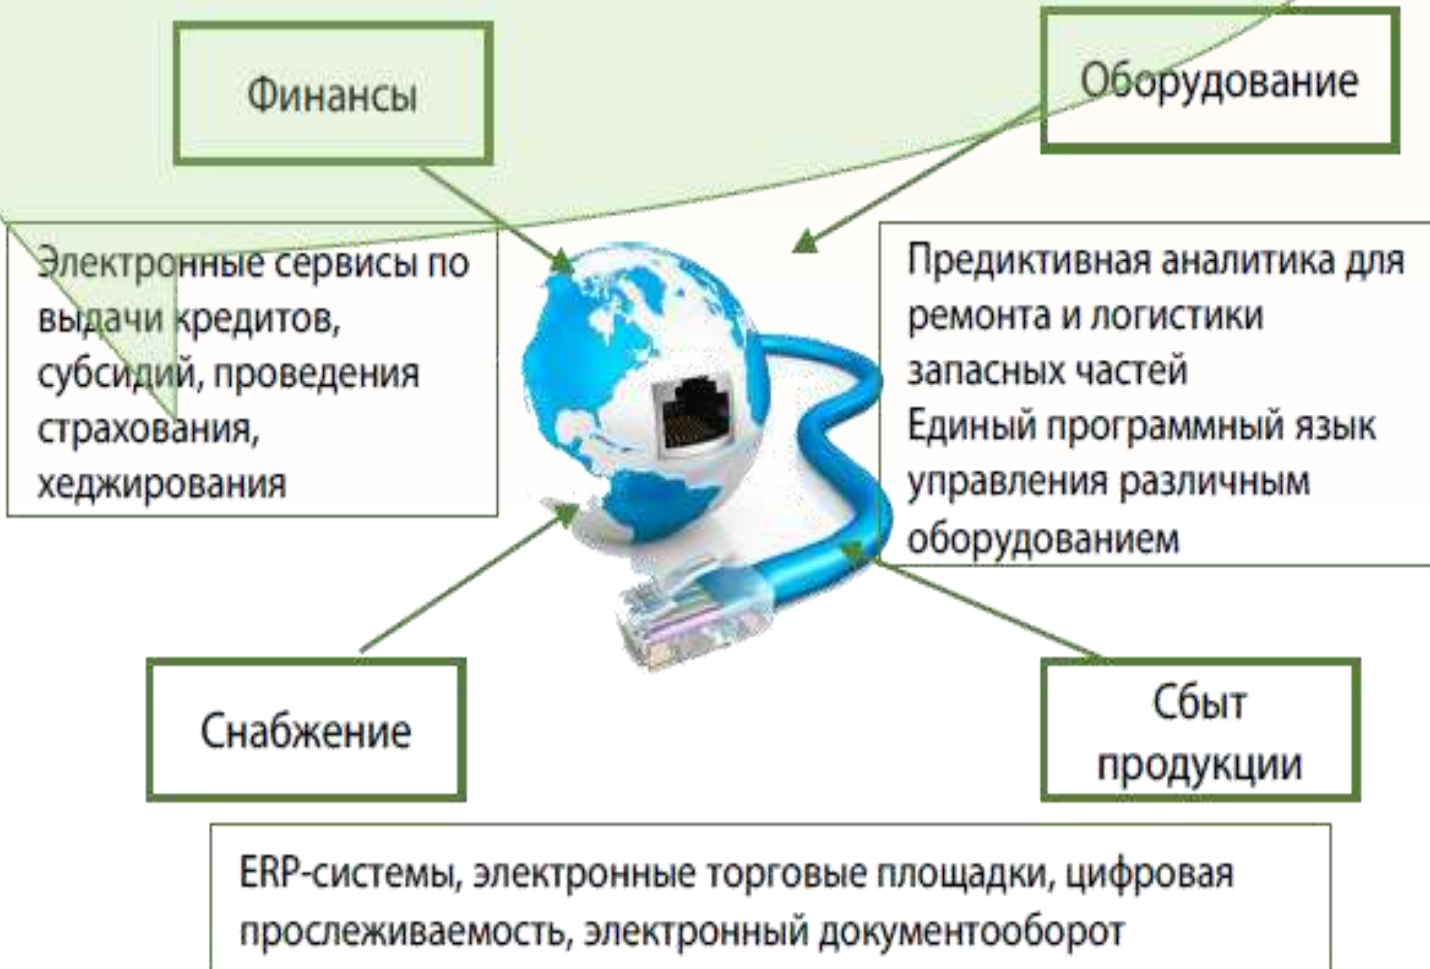 Финансы
Оборудование
Электронные сервисы по
выдачи кредитов,
субсидий, проведения
страхования,
хеджирования
Предиктивная аналитика для
ремонта и логистики
запасных частей
Единый программный язык
управления различным
оборудованием
Снабжение
Сбыт
продукции
ERP-системы, электронные торговые площадки, цифровая
прослеживаемость, электронный документооборот